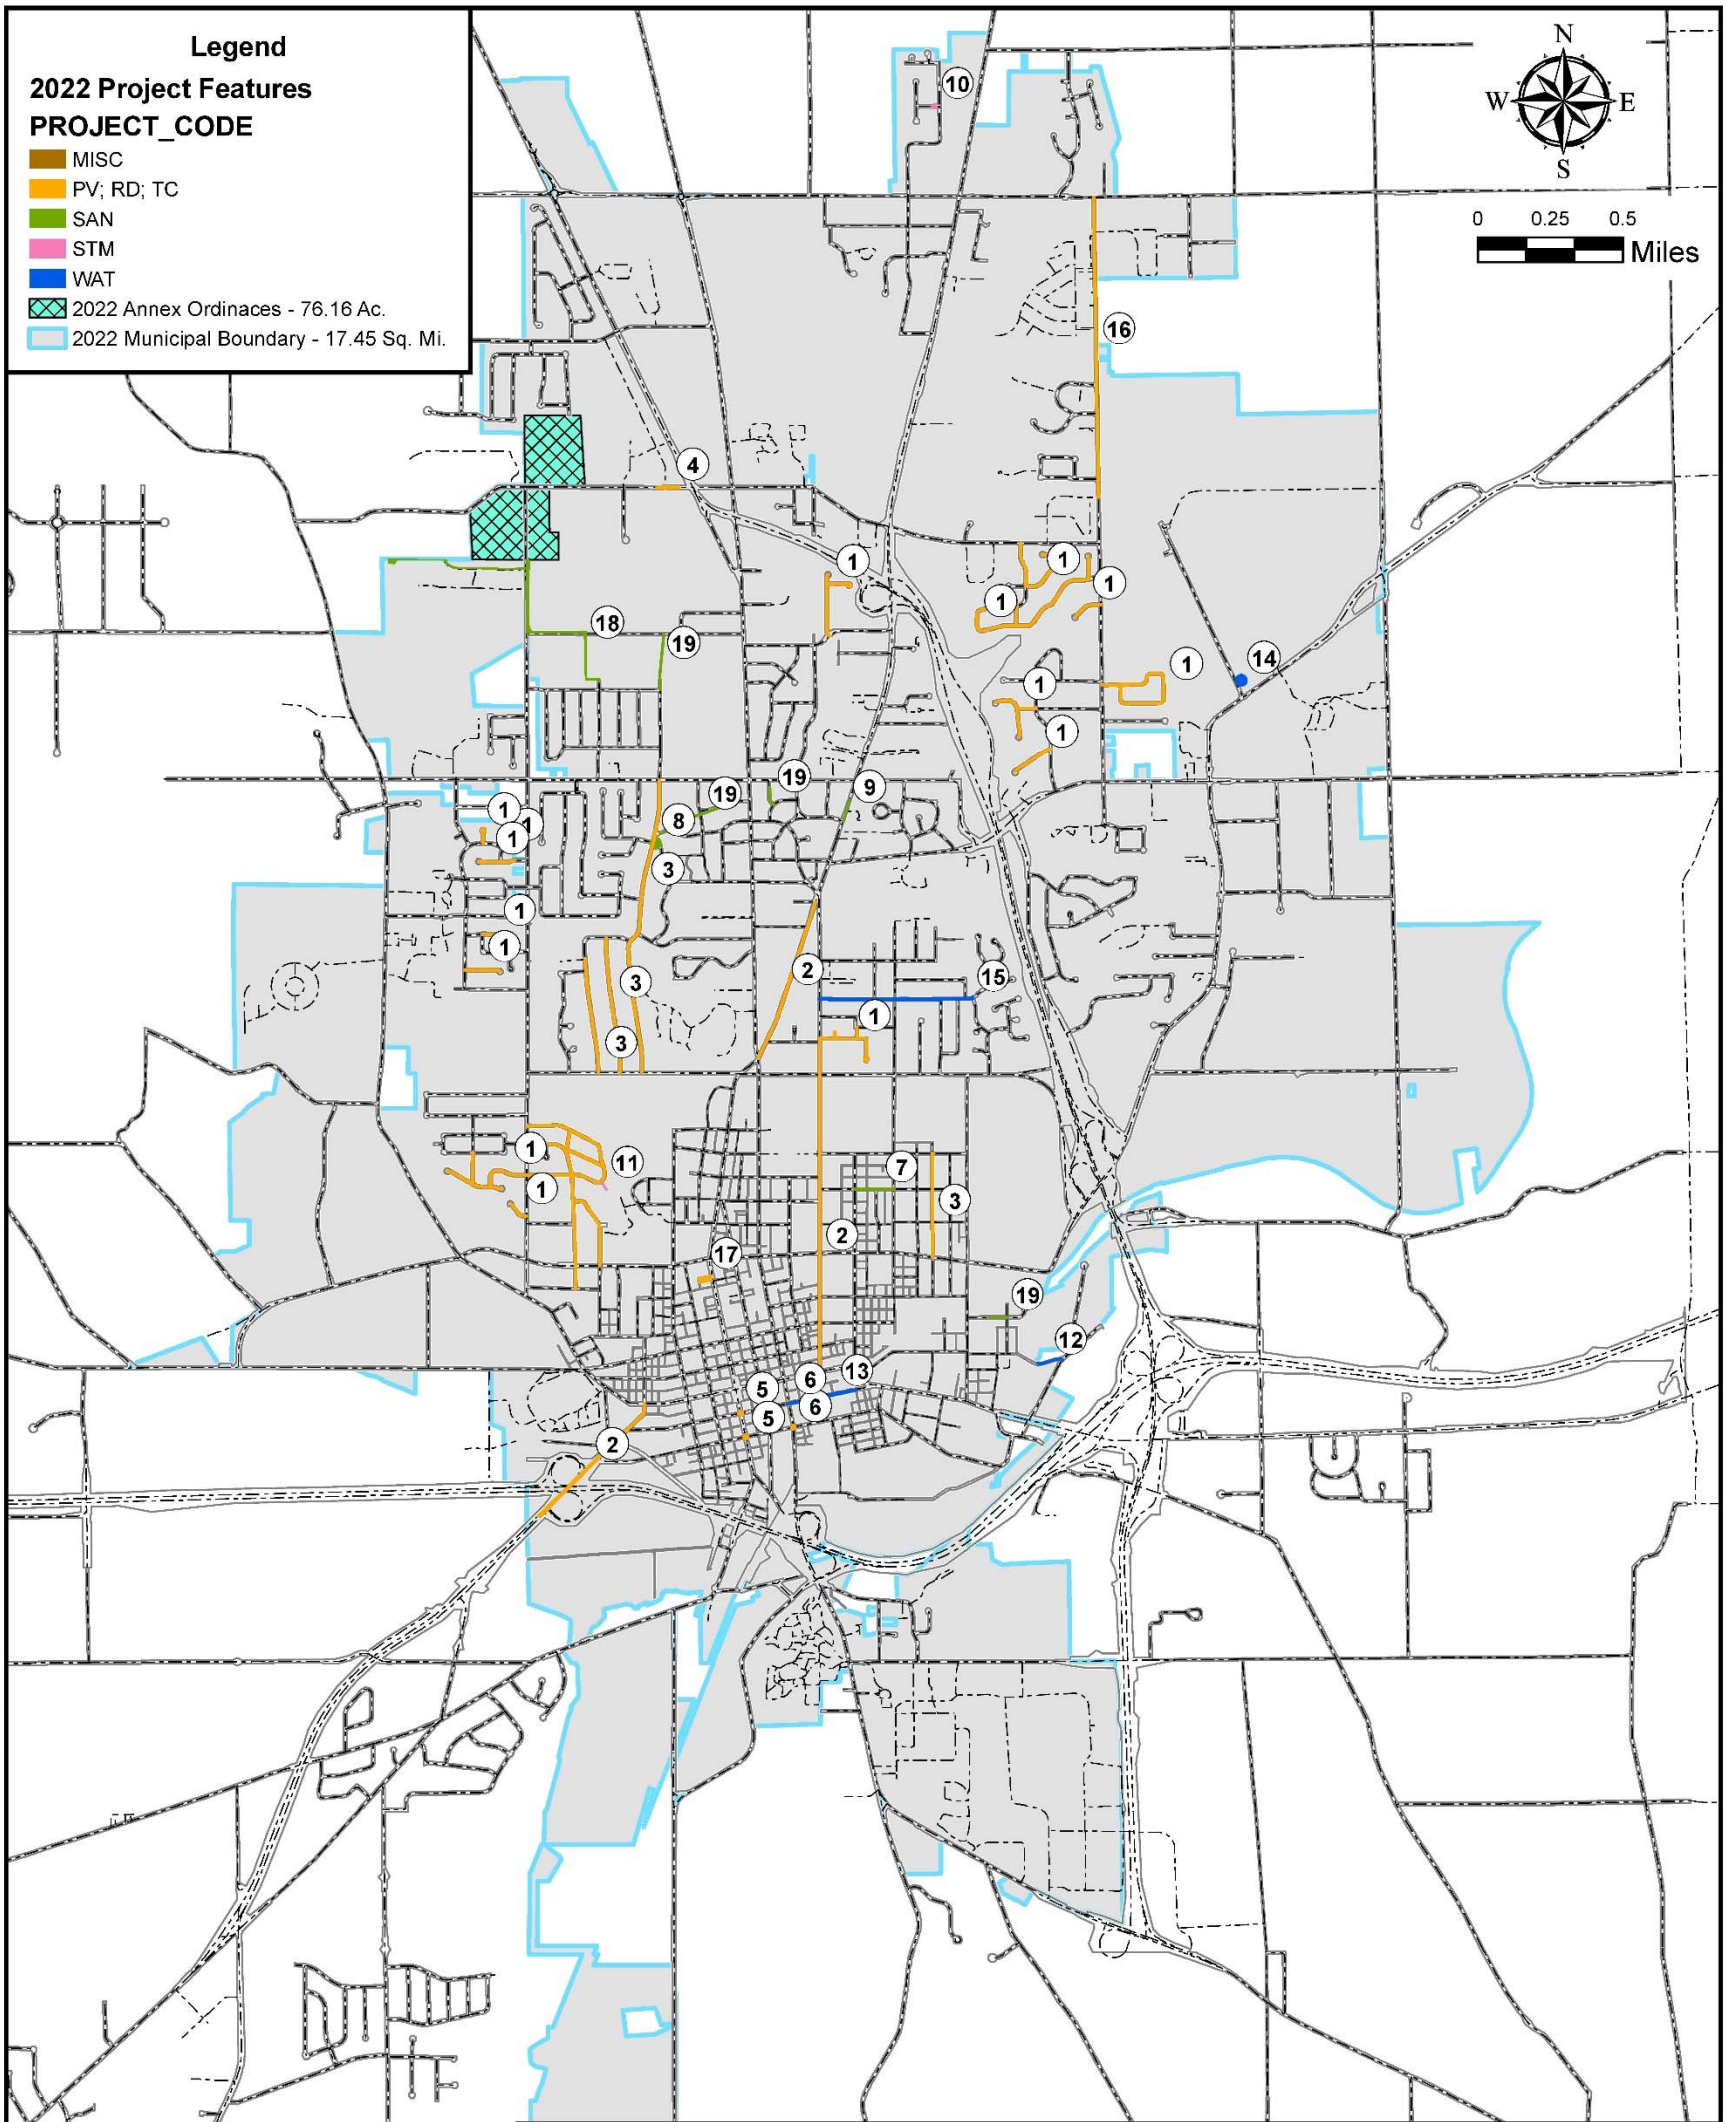 Legend
2022 Project Features
PROJECT_CODE
MISC
PV; RD; TC
SAN
STM
WAT
2022 Annex Ordinaces - 76.16 Ac.
2022 Municipal Boundary - 17.45 Sq. Mi.
N
W E
S
0 0.25 0.5
Miles
10
16
4
1
1
1
1
18
19
1
14
1
1
19
19
9
1
1
8
1
3
1
1
2
15
3
1
3
1
11
7
1
3
2
17
19
12
13
6
5
6
5
2